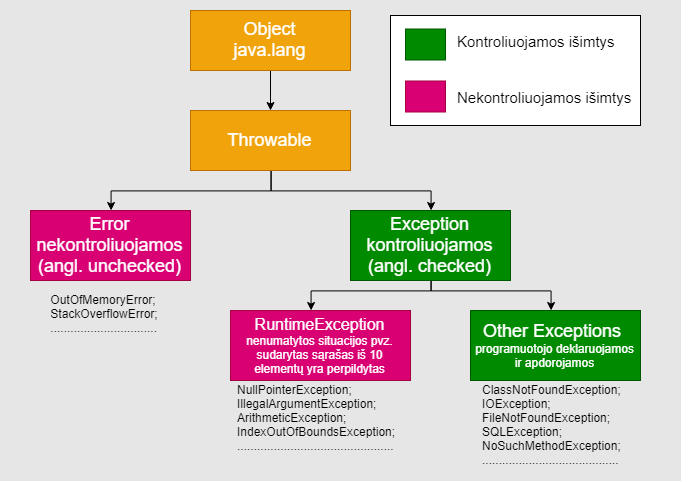 Object
java.lang
Kontroliuojamos išimtys
Nekontroliuojamos išimtys
Throwable
Error
nekontroliuojamos
(angl. unchecked)
Exception
kontroliuojamos
(angl. checked)
OutOfMemoryError;
StackOverflowError;
................................
RuntimeException
nenumatytos situacijos pvz.
sudarytas sąrašas iš 10
elementų yra perpildytas
Other Exceptions
programuotojo deklaruojamos
ir apdorojamos
NullPointerException;
IllegalArgumentException;
ArithmeticException;
IndexOutOfBoundsException;
...............................................
ClassNotFoundException;
IOException;
FileNotFoundException;
SQLException;
NoSuchMethodException;
.........................................